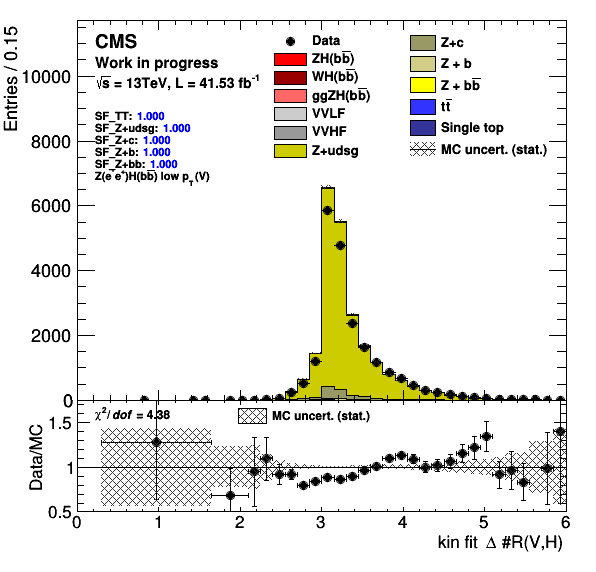 CMS
Work in progress
√s = 13TeV, L = 41.53 fb⁻¹
SF_TT: 1.000
SF_Z+udsg: 1.000
SF_Z+c: 1.000
SF_Z+b: 1.000
SF_Z+bb: 1.000
Z(e⁻e⁺)H(bb̅) low p_T(V)
Data
ZH(bb̅)
WH(bb̅)
ggZH(bb̅)
VVLF
VVHF
Z+udsg
Z+c
Z + b
Z + bb̅
tt̅
Single top
MC uncert. (stat.)
Entries / 0.15
10000
8000
6000
4000
2000
0
χ²/dof = 4.38
MC uncert. (stat.)
Data/MC
1.5
1
0.5
0 1 2 3 4 5 6
kin fit Δ #R(V,H)